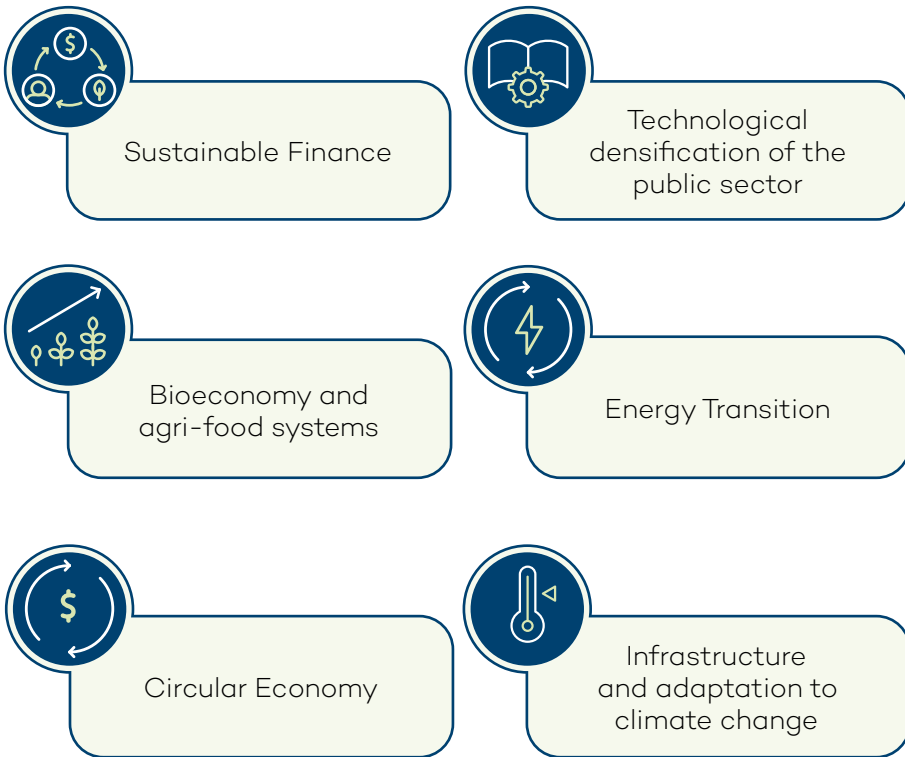 Sustainable Finance
Technological
densification of the
public sector
Bioeconomy and
agri-food systems
Energy Transition
Circular Economy
Infrastructure
and adaptation to
climate change